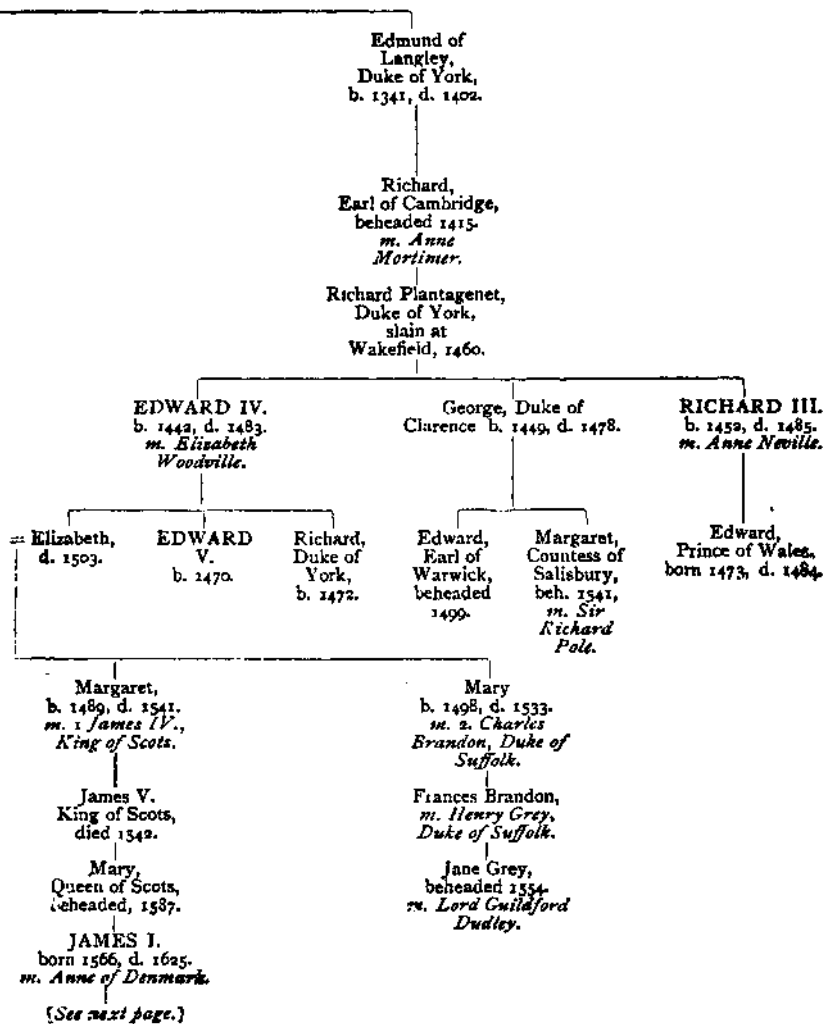 Edmund of
Langley,
Duke of York,
b. 1341, d. 1402.
Richard,
Earl of Cambridge,
beheaded 1415.
m. Anne
Mortimer.
Richard Plantagenet,
Duke of York,
slain at
Wakefield, 1460.
EDWARD IV.
b. 1442, d. 1483.
m. Elizabeth
Woodville.
George, Duke of
Clarence b. 1449, d. 1478.
RICHARD III.
b. 1452, d. 1485.
m. Anne Neville.
= Elizabeth,
d. 1503.
EDWARD
V.
b. 1470.
Richard,
Duke of
York,
b. 1472.
Edward,
Earl of
Warwick,
beheaded
1499.
Margaret,
Countess of
Salisbury,
beh. 1541,
m. Sir
Richard
Pole.
Edward,
Prince of Wales,
born 1473, d. 1484.
Margaret,
b. 1489, d. 1541.
m. 1 James IV.,
King of Scots.
Mary
b. 1498, d. 1533.
m. 2. Charles
Brandon, Duke of
Suffolk.
James V.
King of Scots,
died 1542.
Frances Brandon,
m. Henry Grey,
Duke of Suffolk.
Mary,
Queen of Scots,
beheaded, 1587.
Jane Grey,
beheaded 1554.
m. Lord Guildford
Dudley.
JAMES I.
born 1566, d. 1625.
m. Anne of Denmark.
[See next page.]